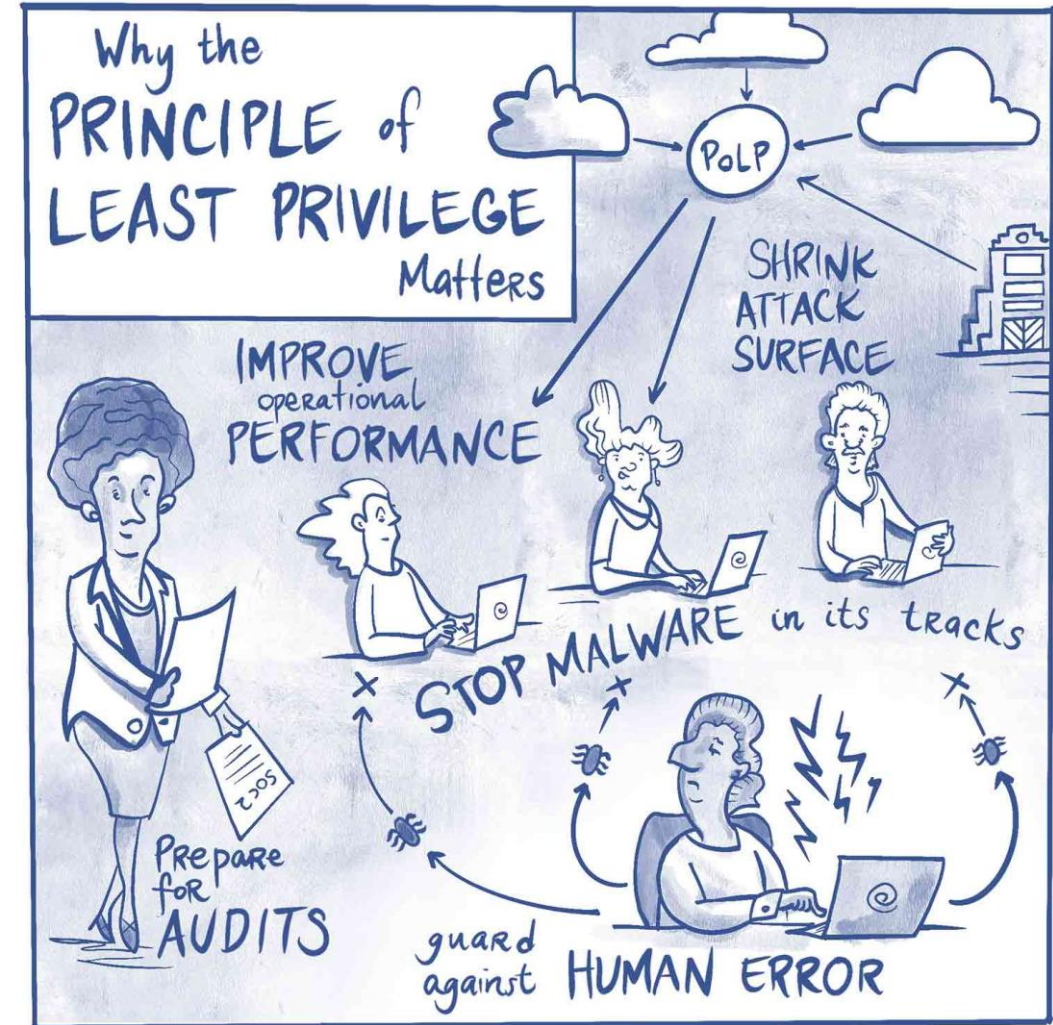 Why the
PRINCIPLE of
LEAST PRIVILEGE
Matters
PoLP
SHRINK
ATTACK
SURFACE
IMPROVE
operational
PERFORMANCE
STOP MALWARE in its tracks
SOC2
Prepare
for
AUDITS
guard
against HUMAN ERROR